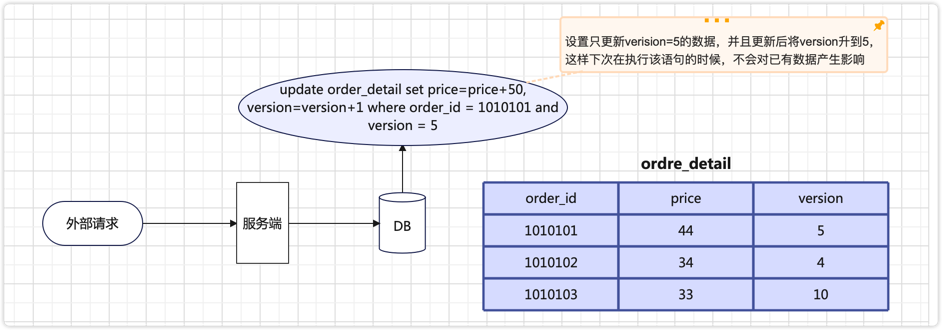 设置只更新verision=5的数据，并且更新后将version升到5，
这样下次在执行该语句的时候，不会对已有数据产生影响
update order_detail set price=price+50,
version=version+1 where order_id = 1010101 and
version = 5
外部请求
服务端
DB
ordre_detail
order_id price version
1010101 44 5
1010102 34 4
1010103 33 10